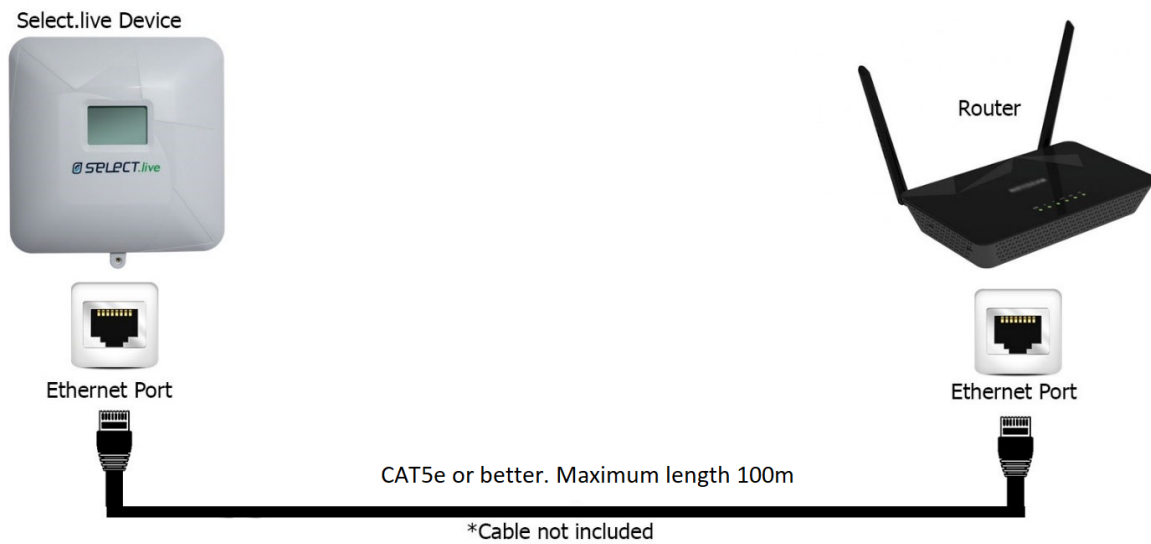 Select.live Device
SELECT.live
Router
Ethernet Port
Ethernet Port
CAT5e or better. Maximum length 100m
*Cable not included